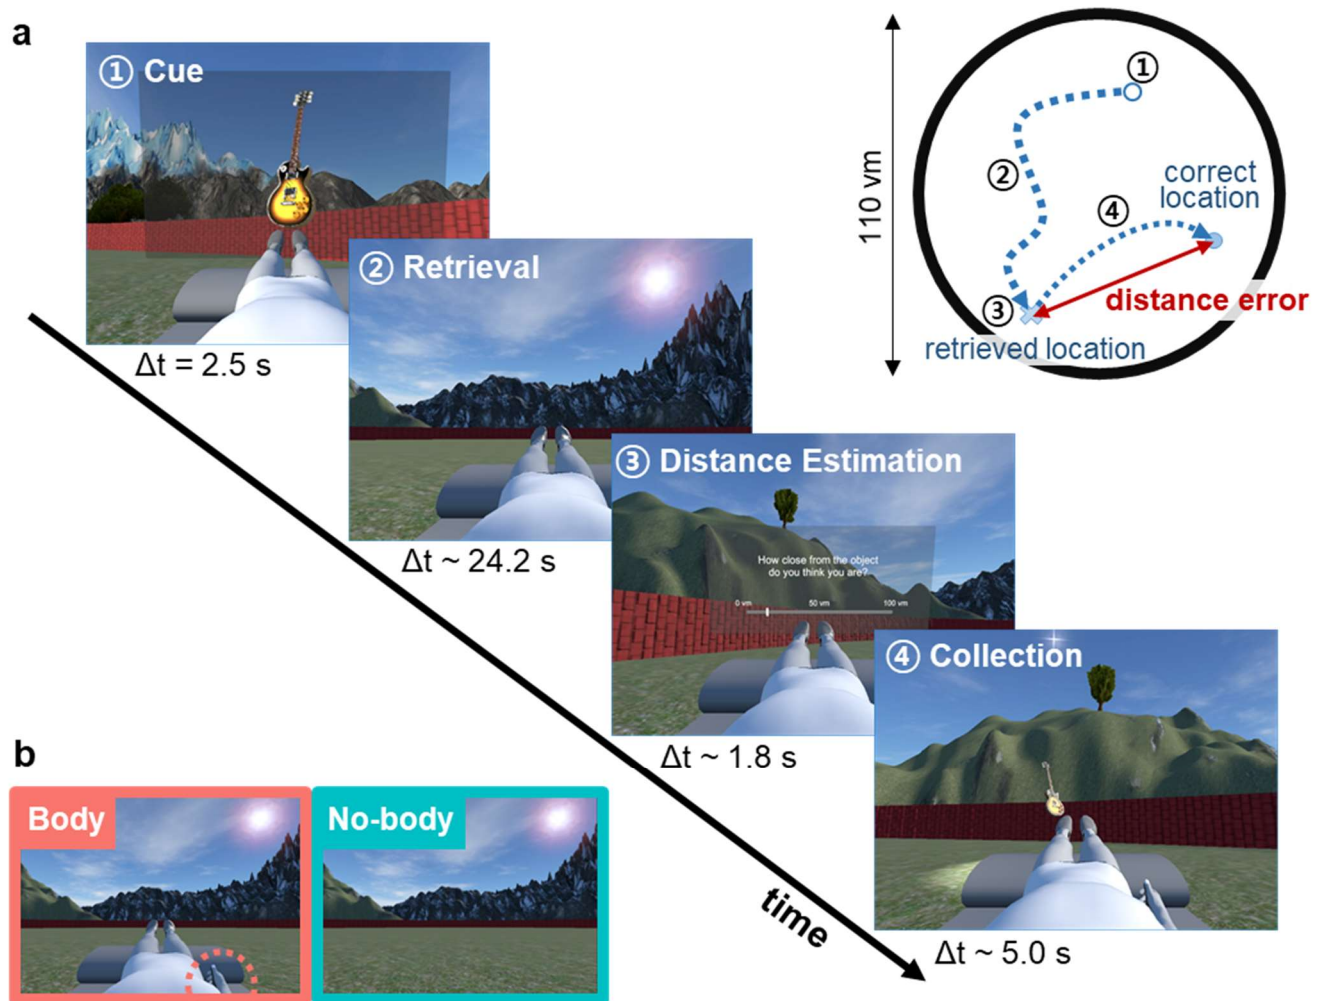 a
① Cue
Δt = 2.5 s
② Retrieval
Δt ~ 24.2 s
③ Distance Estimation
How close from the object
do you think you are?
0 vm 50 vm 100 vm
Δt ~ 1.8 s
④ Collection
Δt ~ 5.0 s
time
110 vm
①
②
③
④
correct
location
distance error
retrieved location
b
Body
No-body